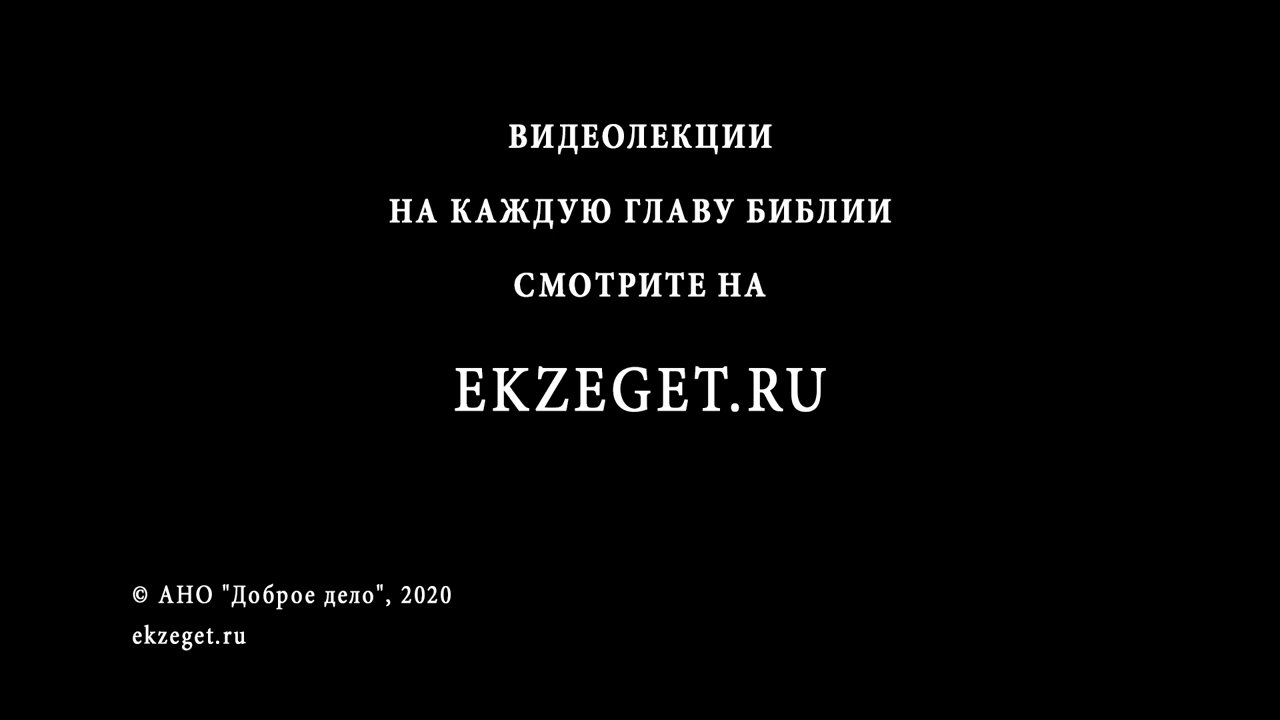 ВИДЕОЛЕКЦИИ
НА КАЖДУЮ ГЛАВУ БИБЛИИ
СМОТРИТЕ НА
EKZEGET.RU
© АНО "Доброе дело", 2020
ekzeget.ru